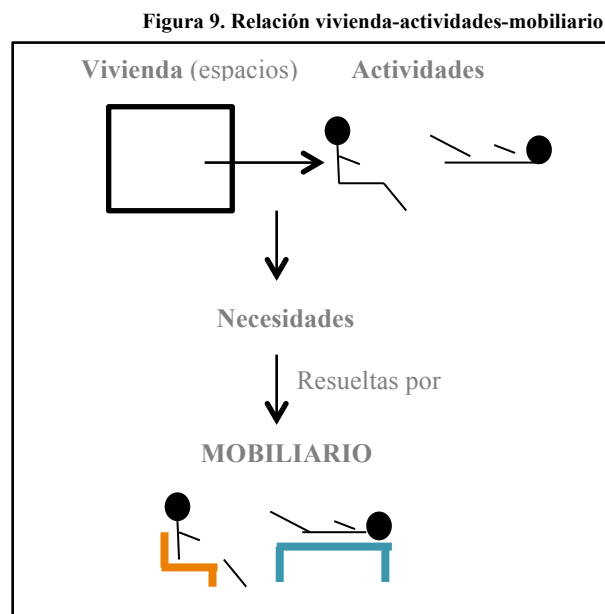 Figura 9. Relación vivienda-actividades-mobiliario
Vivienda (espacios) Actividades
Necesidades
Resueltas por
MOBILIARIO